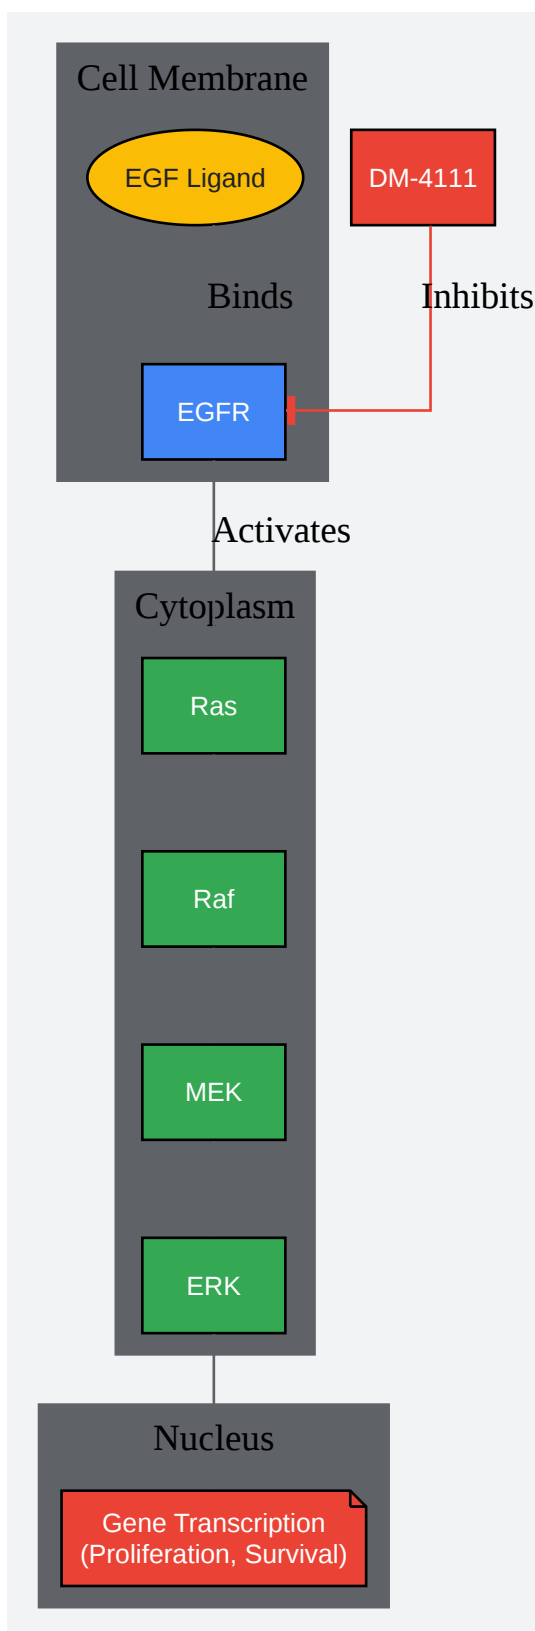 Cell Membrane
EGF Ligand
DM-4111
Binds
Inhibits
EGFR
Activates
Cytoplasm
Ras
Raf
MEK
ERK
Nucleus
Gene Transcription
(Proliferation, Survival)